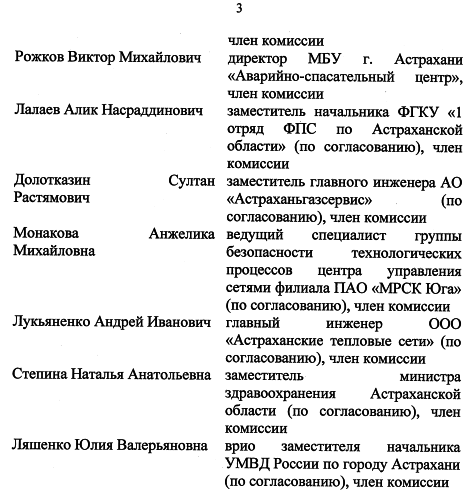 3
член комиссии
Рожков Виктор Михайлович директор МБУ г. Астрахани
«Аварийно-спасательный центр»,
член комиссии
Лалаев Алик Насраддинович заместитель начальника ФГКУ «1
отряд ФПС по Астраханской
области» (по согласованию), член
комиссии
Долотказин Султан заместитель главного инженера АО
Растямович «Астраханьгазсервис» (по
согласованию), член комиссии
Монакова Анжелика ведущий специалист группы
Михайловна безопасности технологических
процессов центра управления
сетями филиала ПАО «МРСК Юга»
(по согласованию), член комиссии
Лукьяненко Андрей Иванович главный инженер ООО
«Астраханские тепловые сети» (по
согласованию), член комиссии
Степина Наталья Анатольевна заместитель министра
здравоохранения Астраханской
области (по согласованию), член
комиссии
Ляшенко Юлия Валерьяновна врио заместителя начальника
УМВД России по городу Астрахани
(по согласованию), член комиссии